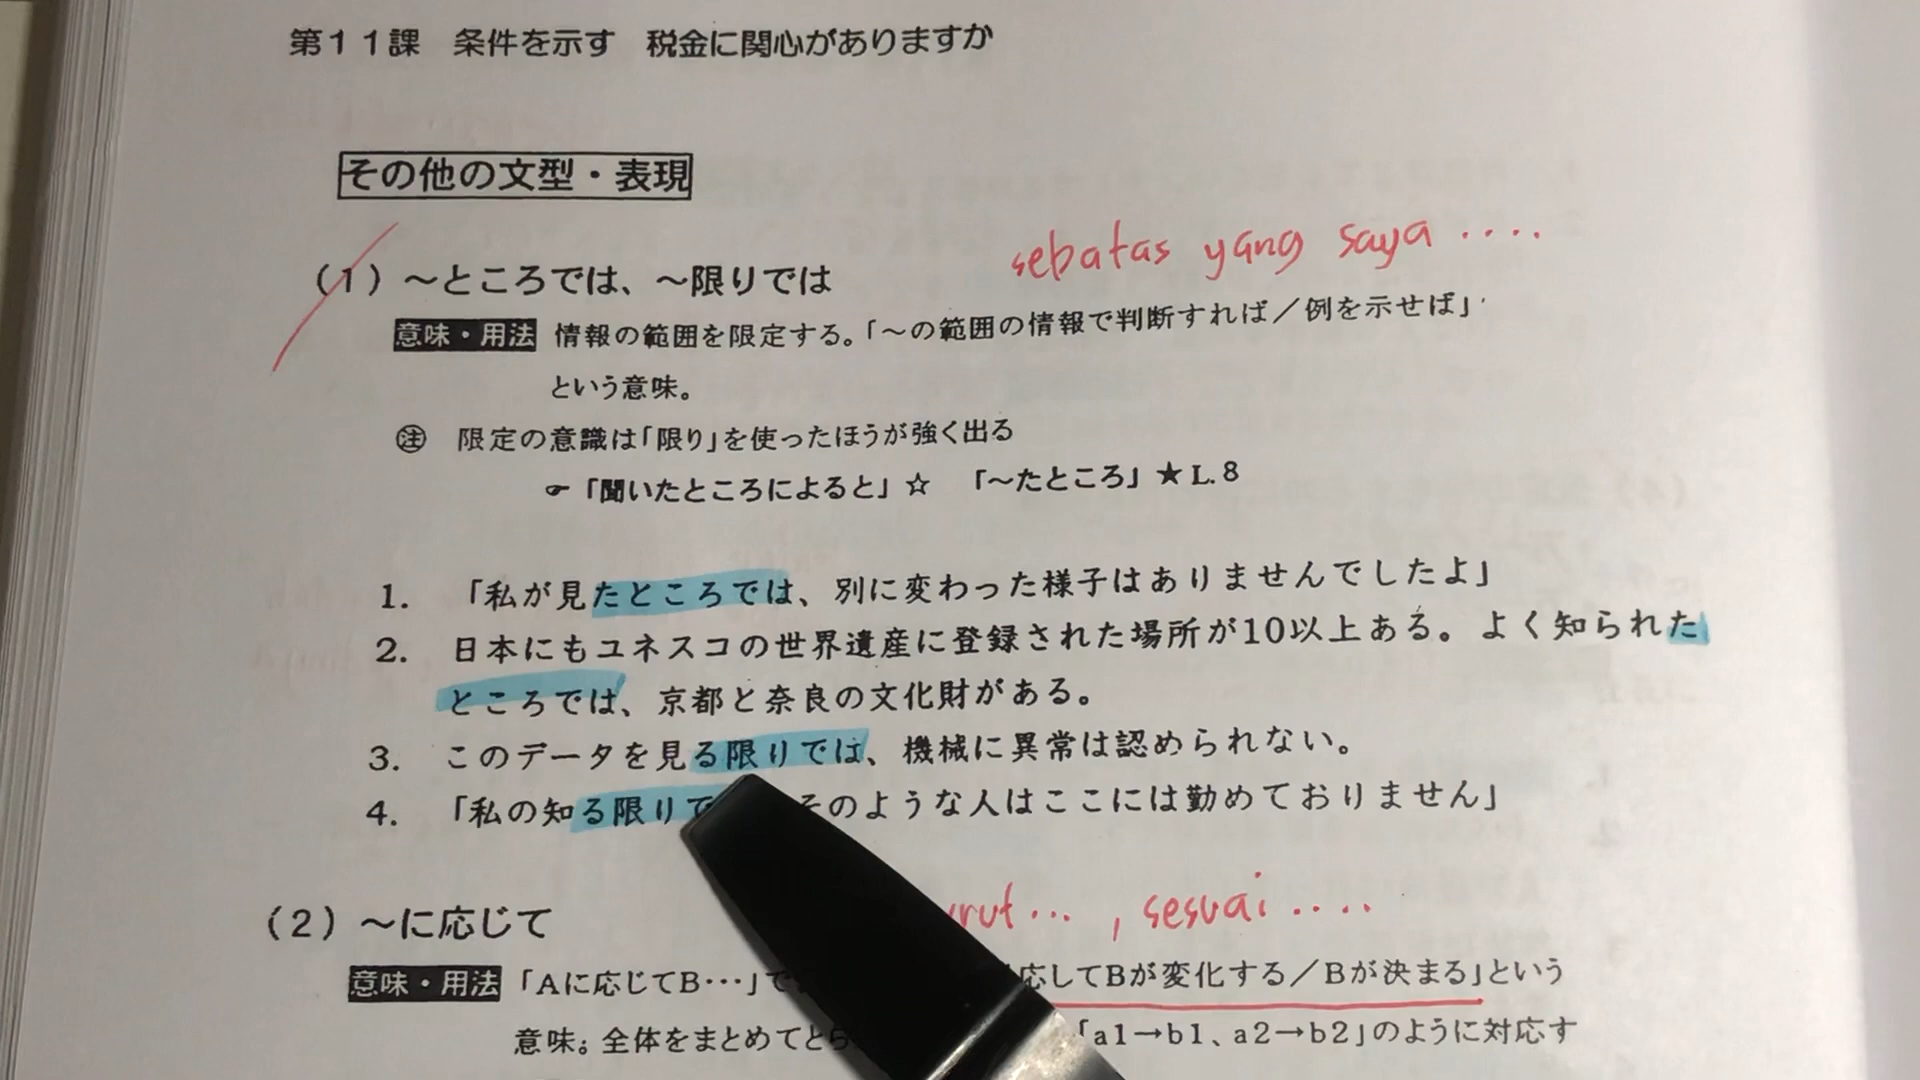 第11課 条件を示す 税金に関心がありますか
その他の文型・表現
sebatas yang saya ....
(1) ～ところでは、～限りでは
意味・用法 情報の範囲を限定する。「～の範囲の情報で判断すれば／例を示せば」
という意味。
㊟ 限定の意識は「限り」を使ったほうが強く出る
☞「聞いたところによると」☆ 「～たところ」★L.8
1. 「私が見たところでは、別に変わった様子はありませんでしたよ」
2. 日本にもユネスコの世界遺産に登録された場所が10以上ある。よく知られた
ところでは、京都と奈良の文化財がある。
3. このデータを見る限りでは、機械に異常は認められない。
4. 「私の知る限りで そのような人はここには勤めておりません」
... , sesuai ....
(2) ～に応じて
意味・用法 「Aに応じてB…」で 応してBが変化する／Bが決まる」という
意味。全体をまとめてとら 「a1→b1、a2→b2」のように対応す